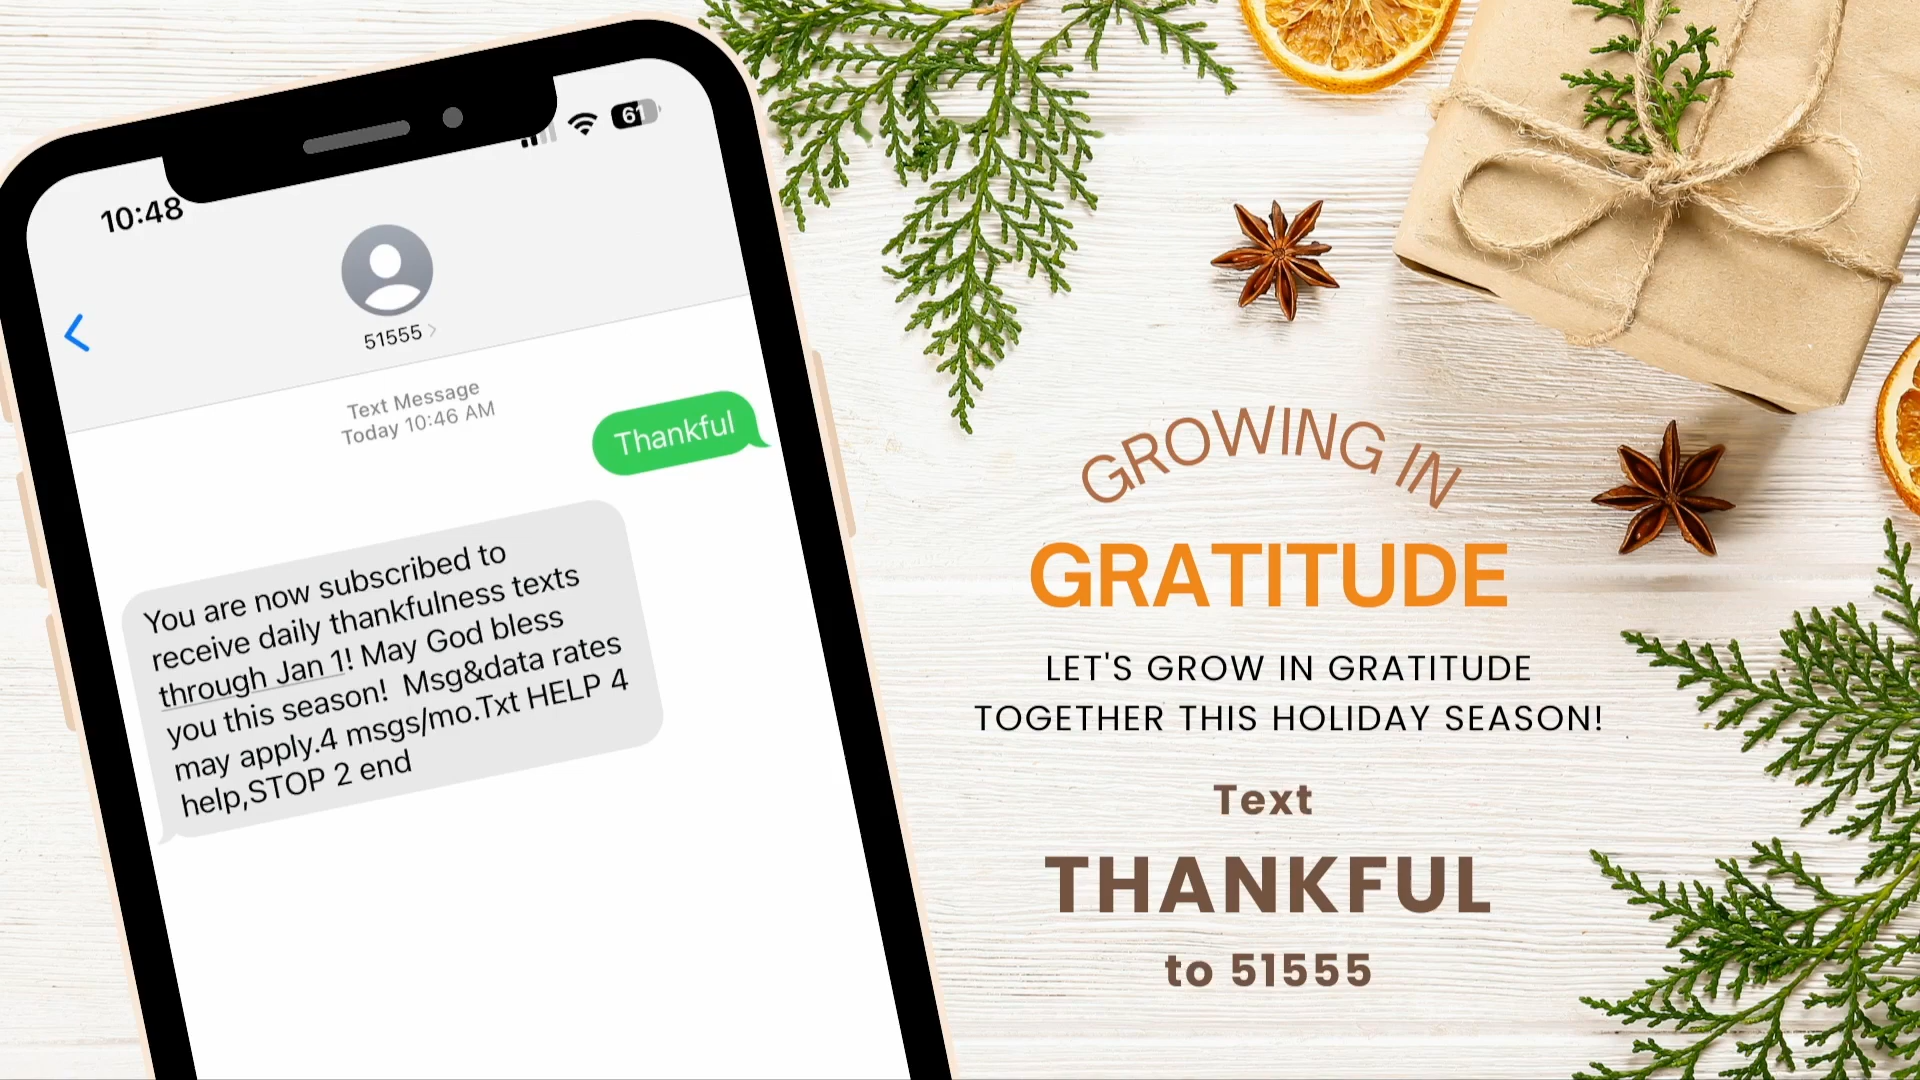 10:48
61
51555
Text Message
Today 10:46 AM
Thankful
You are now subscribed to
receive daily thankfulness texts
through Jan 1! May God bless
you this season!  Msg&data rates
may apply.4 msgs/mo.Txt HELP 4
help,STOP 2 end
GROWING IN
GRATITUDE
LET'S GROW IN GRATITUDE
TOGETHER THIS HOLIDAY SEASON!
Text
THANKFUL
to 51555